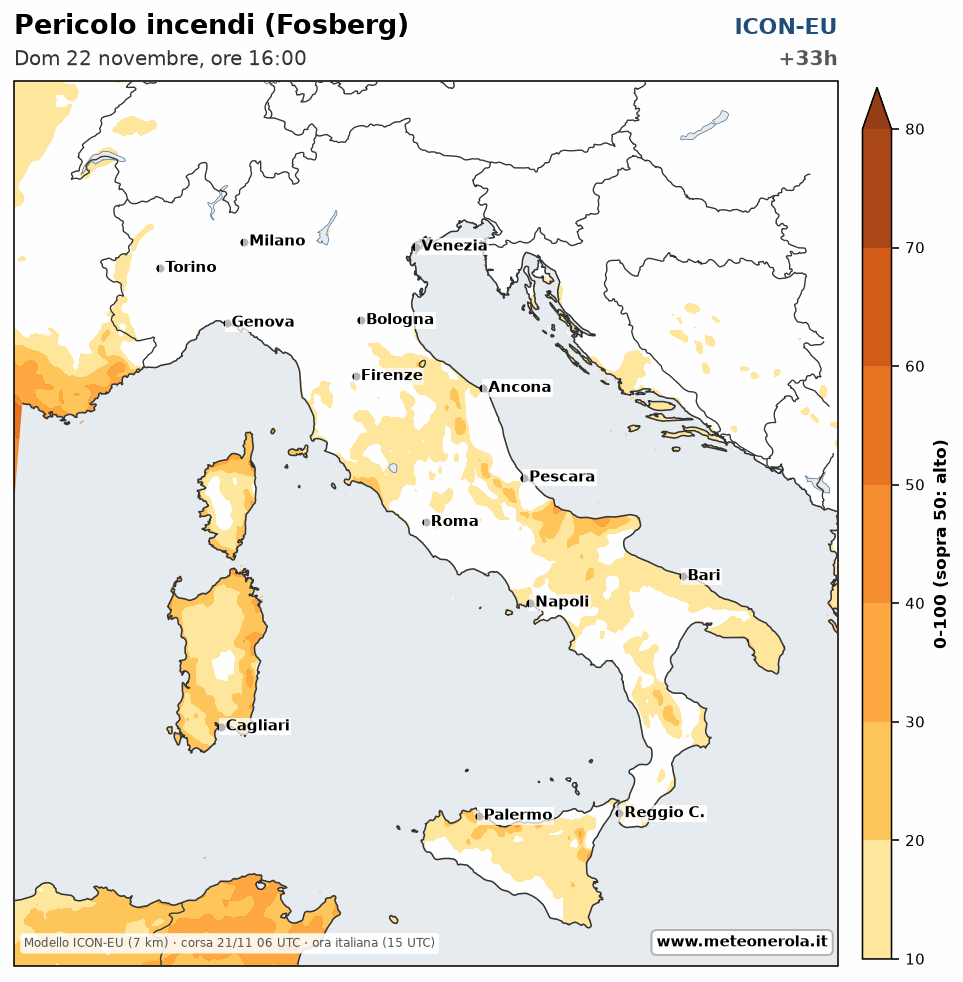 Pericolo incendi (Fosberg)
ICON-EU
Dom 22 novembre, ore 16:00
+33h
80
70
60
50
40
30
20
10
0-100 (sopra 50: alto)
Milano
Venezia
Torino
Genova
Bologna
Firenze
Ancona
Pescara
Roma
Bari
Napoli
Cagliari
Palermo
Reggio C.
Modello ICON-EU (7 km) · corsa 21/11 06 UTC · ora italiana (15 UTC)
www.meteonerola.it